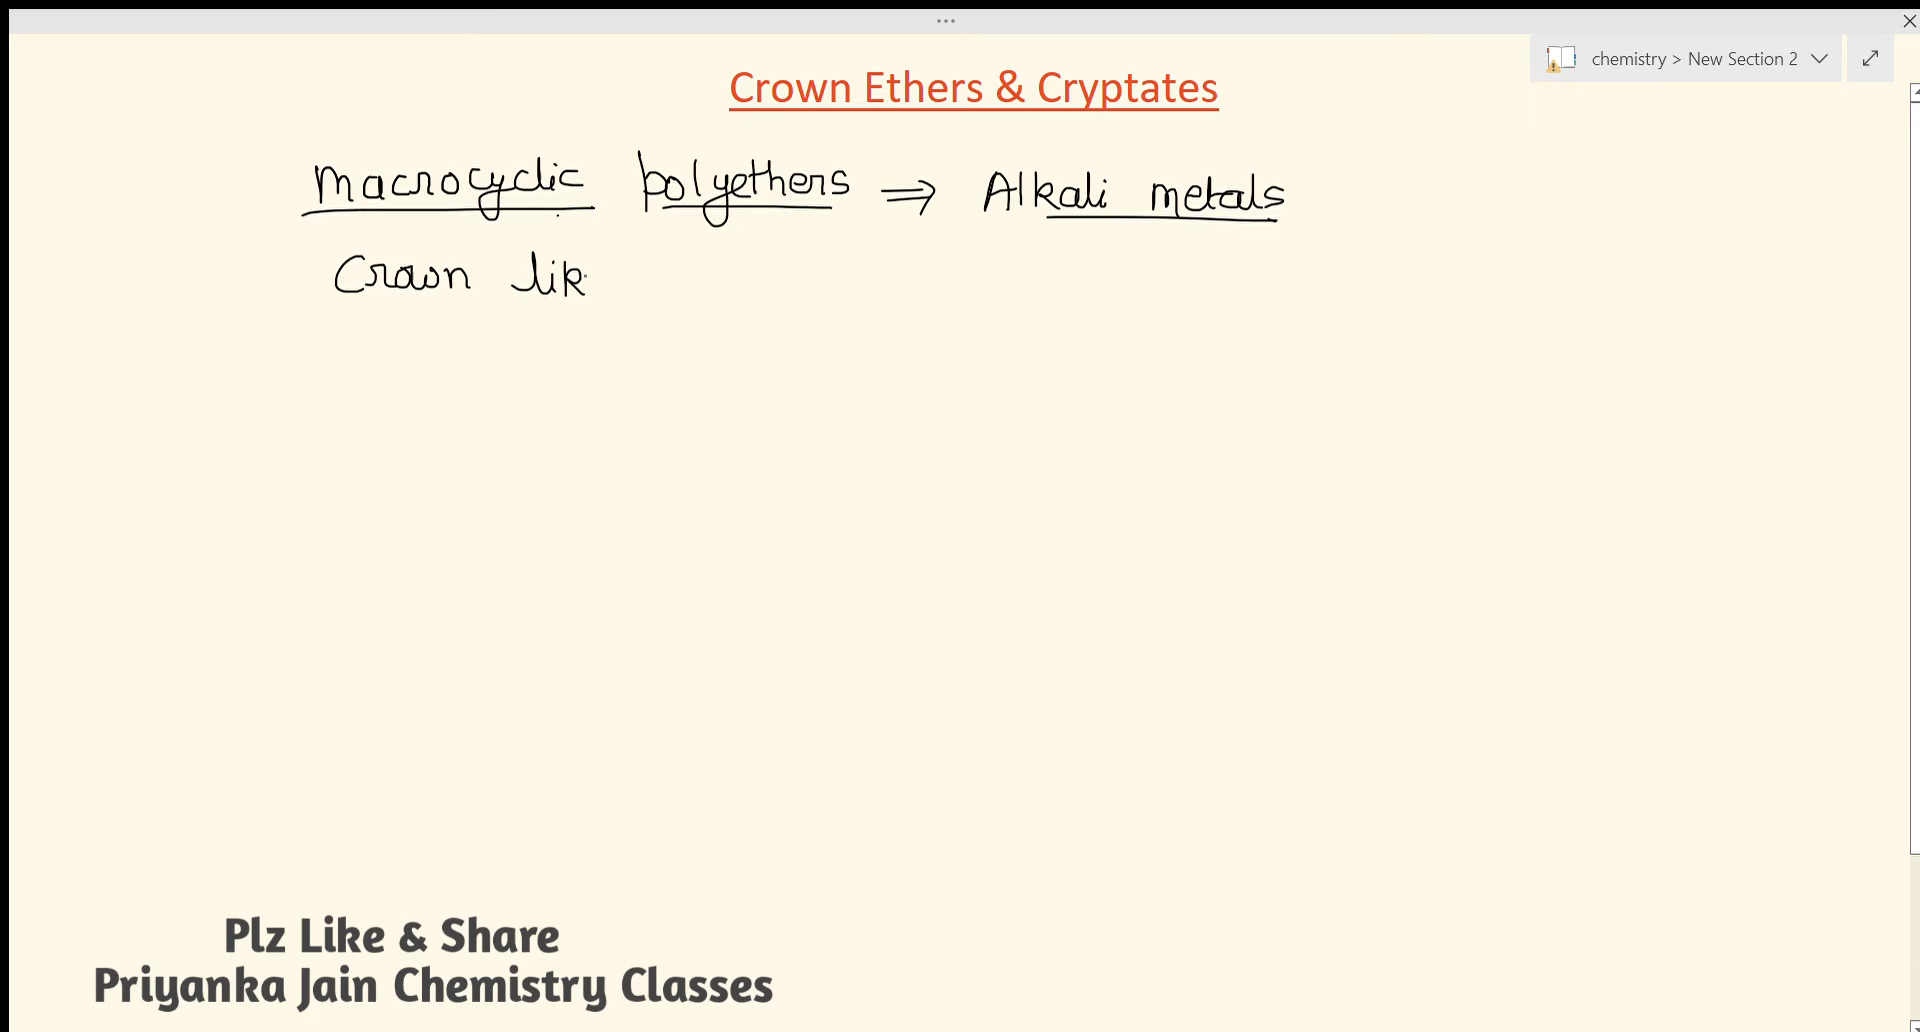 chemistry > New Section 2
Crown Ethers & Cryptates
Macrocyclic polyethers ⇒ Alkali metals
Crown lik
Plz Like & Share
Priyanka Jain Chemistry Classes